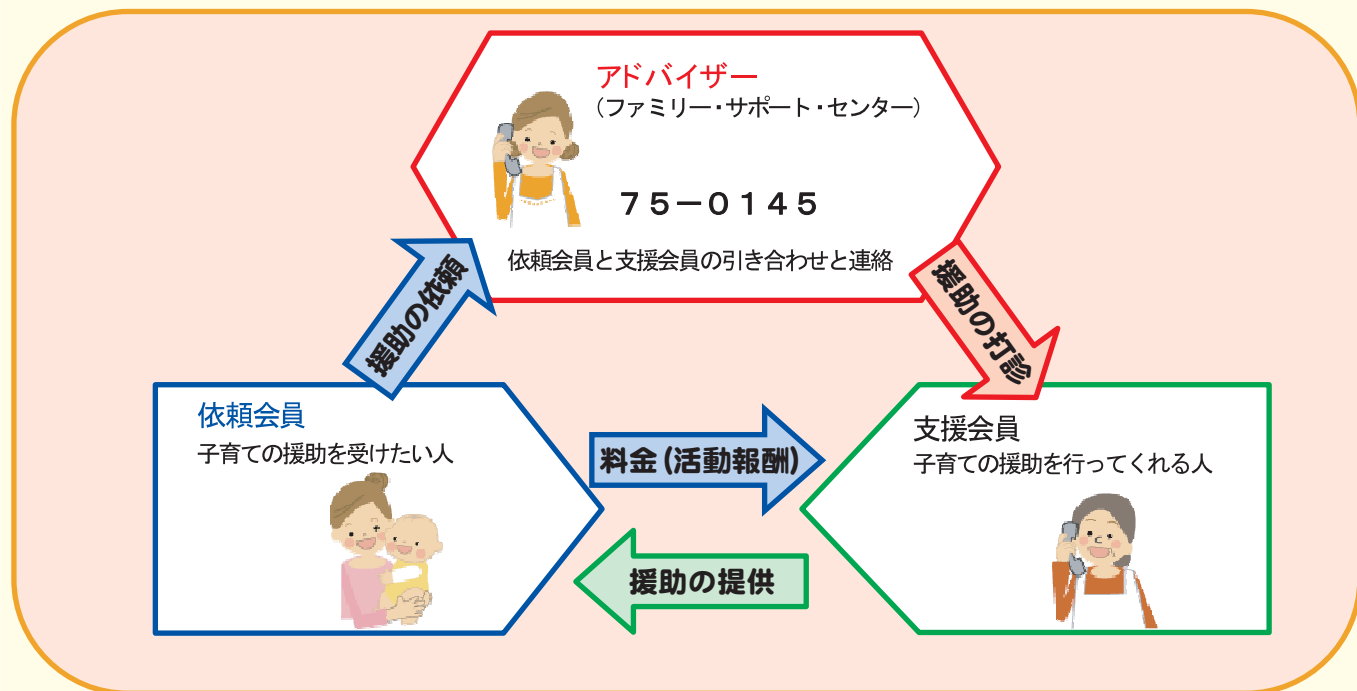 アドバイザー
（ファミリー・サポート・センター）
７５－０１４５
依頼会員と支援会員の引き合わせと連絡
援助の依頼
援助の打診
依頼会員
子育ての援助を受けたい人
料金（活動報酬）
支援会員
子育ての援助を行ってくれる人
援助の提供